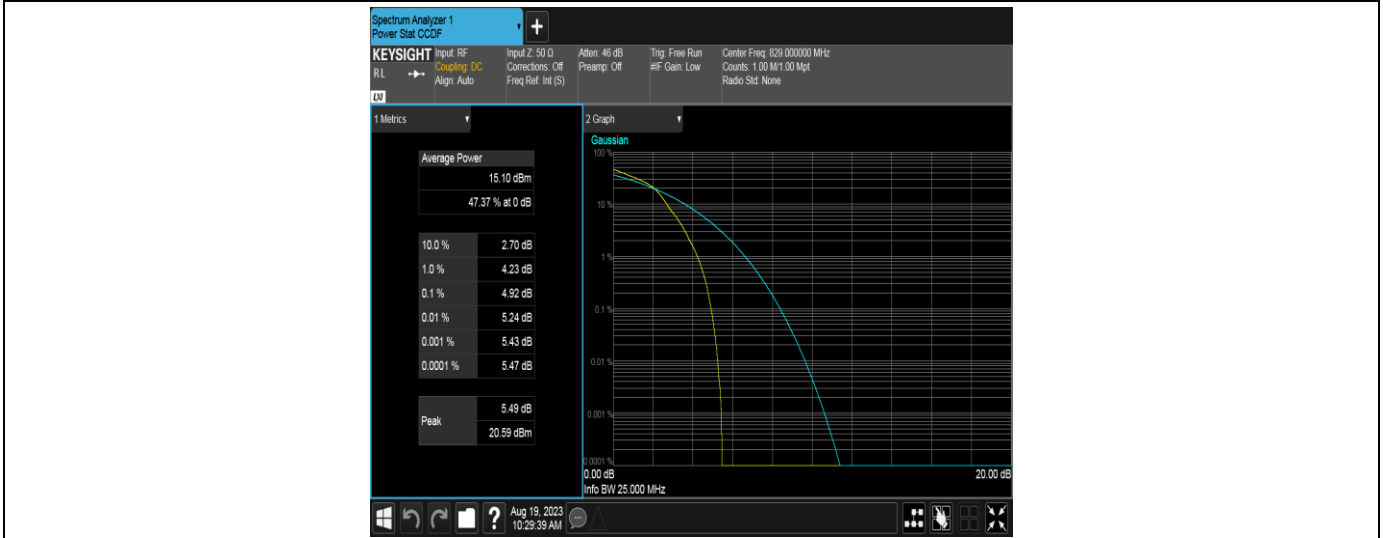 Spectrum Analyzer 1
Power Stat CCDF
+
KEYSIGHT
RL
LXI
Input: RF
Coupling: DC
Align: Auto
Input Z: 50 Ω
Corrections: Off
Freq Ref: Int (S)
Atten: 46 dB
Preamp: Off
Trig: Free Run
#IF Gain: Low
Center Freq: 829.000000 MHz
Counts: 1.00 M/1.00 Mpt
Radio Std: None
1 Metrics
Average Power
15.10 dBm
47.37 % at 0 dB
10.0 % 2.70 dB
1.0 % 4.23 dB
0.1 % 4.92 dB
0.01 % 5.24 dB
0.001 % 5.43 dB
0.0001 % 5.47 dB
Peak
5.49 dB
20.59 dBm
2 Graph
Gaussian
100 %
10 %
1 %
0.1 %
0.01 %
0.001 %
0.0001 %
0.00 dB 20.00 dB
Info BW 25.000 MHz
?
Aug 19, 2023
10:29:39 AM